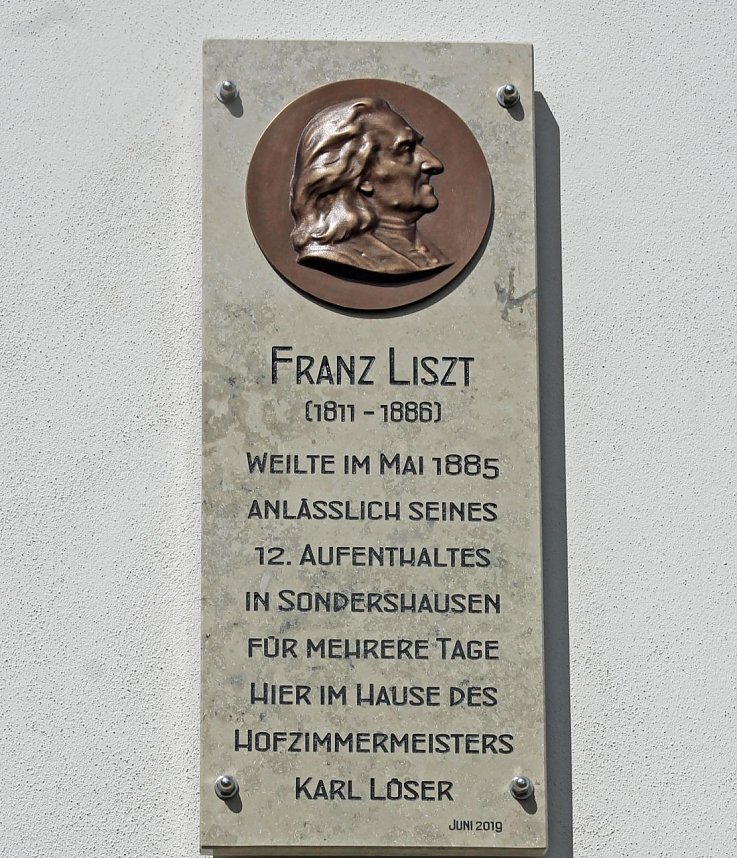 Franz Liszt
(1811 – 1886)
weilte im Mai 1885
anlässlich seines
12. Aufenthaltes
in Sondershausen
für mehrere Tage
hier im Hause des
Hofzimmermeisters
Karl Löser
Juni 2019